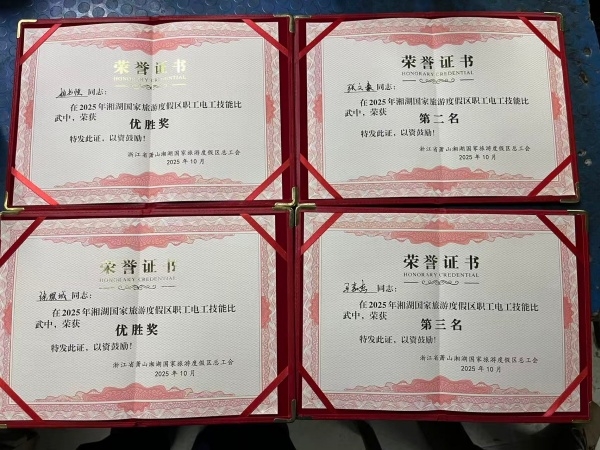 荣誉证书
HONORARY CREDENTIAL
同志:
在2025年湘湖国家旅游度假区职工电工技能比
武中,荣获
优胜奖
特发此证,以资鼓励!
浙江省萧山湘湖国家旅游度假区总工会
2025年10月
荣誉证书
HONORARY CREDENTIAL
同志:
在2025年湘湖国家旅游度假区职工电工技能比
武中,荣获
第二名
特发此证,以资鼓励!
浙江省萧山湘湖国家旅游度假区总工会
2025年10月
荣誉证书
HONORARY CREDENTIAL
同志:
在2025年湘湖国家旅游度假区职工电工技能比
武中,荣获
优胜奖
特发此证,以资鼓励!
浙江省萧山湘湖国家旅游度假区总工会
2025年10月
荣誉证书
HONORARY CREDENTIAL
同志:
在2025年湘湖国家旅游度假区职工电工技能比
武中,荣获
第三名
特发此证,以资鼓励!
浙江省萧山湘湖国家旅游度假区总工会
2025年10月